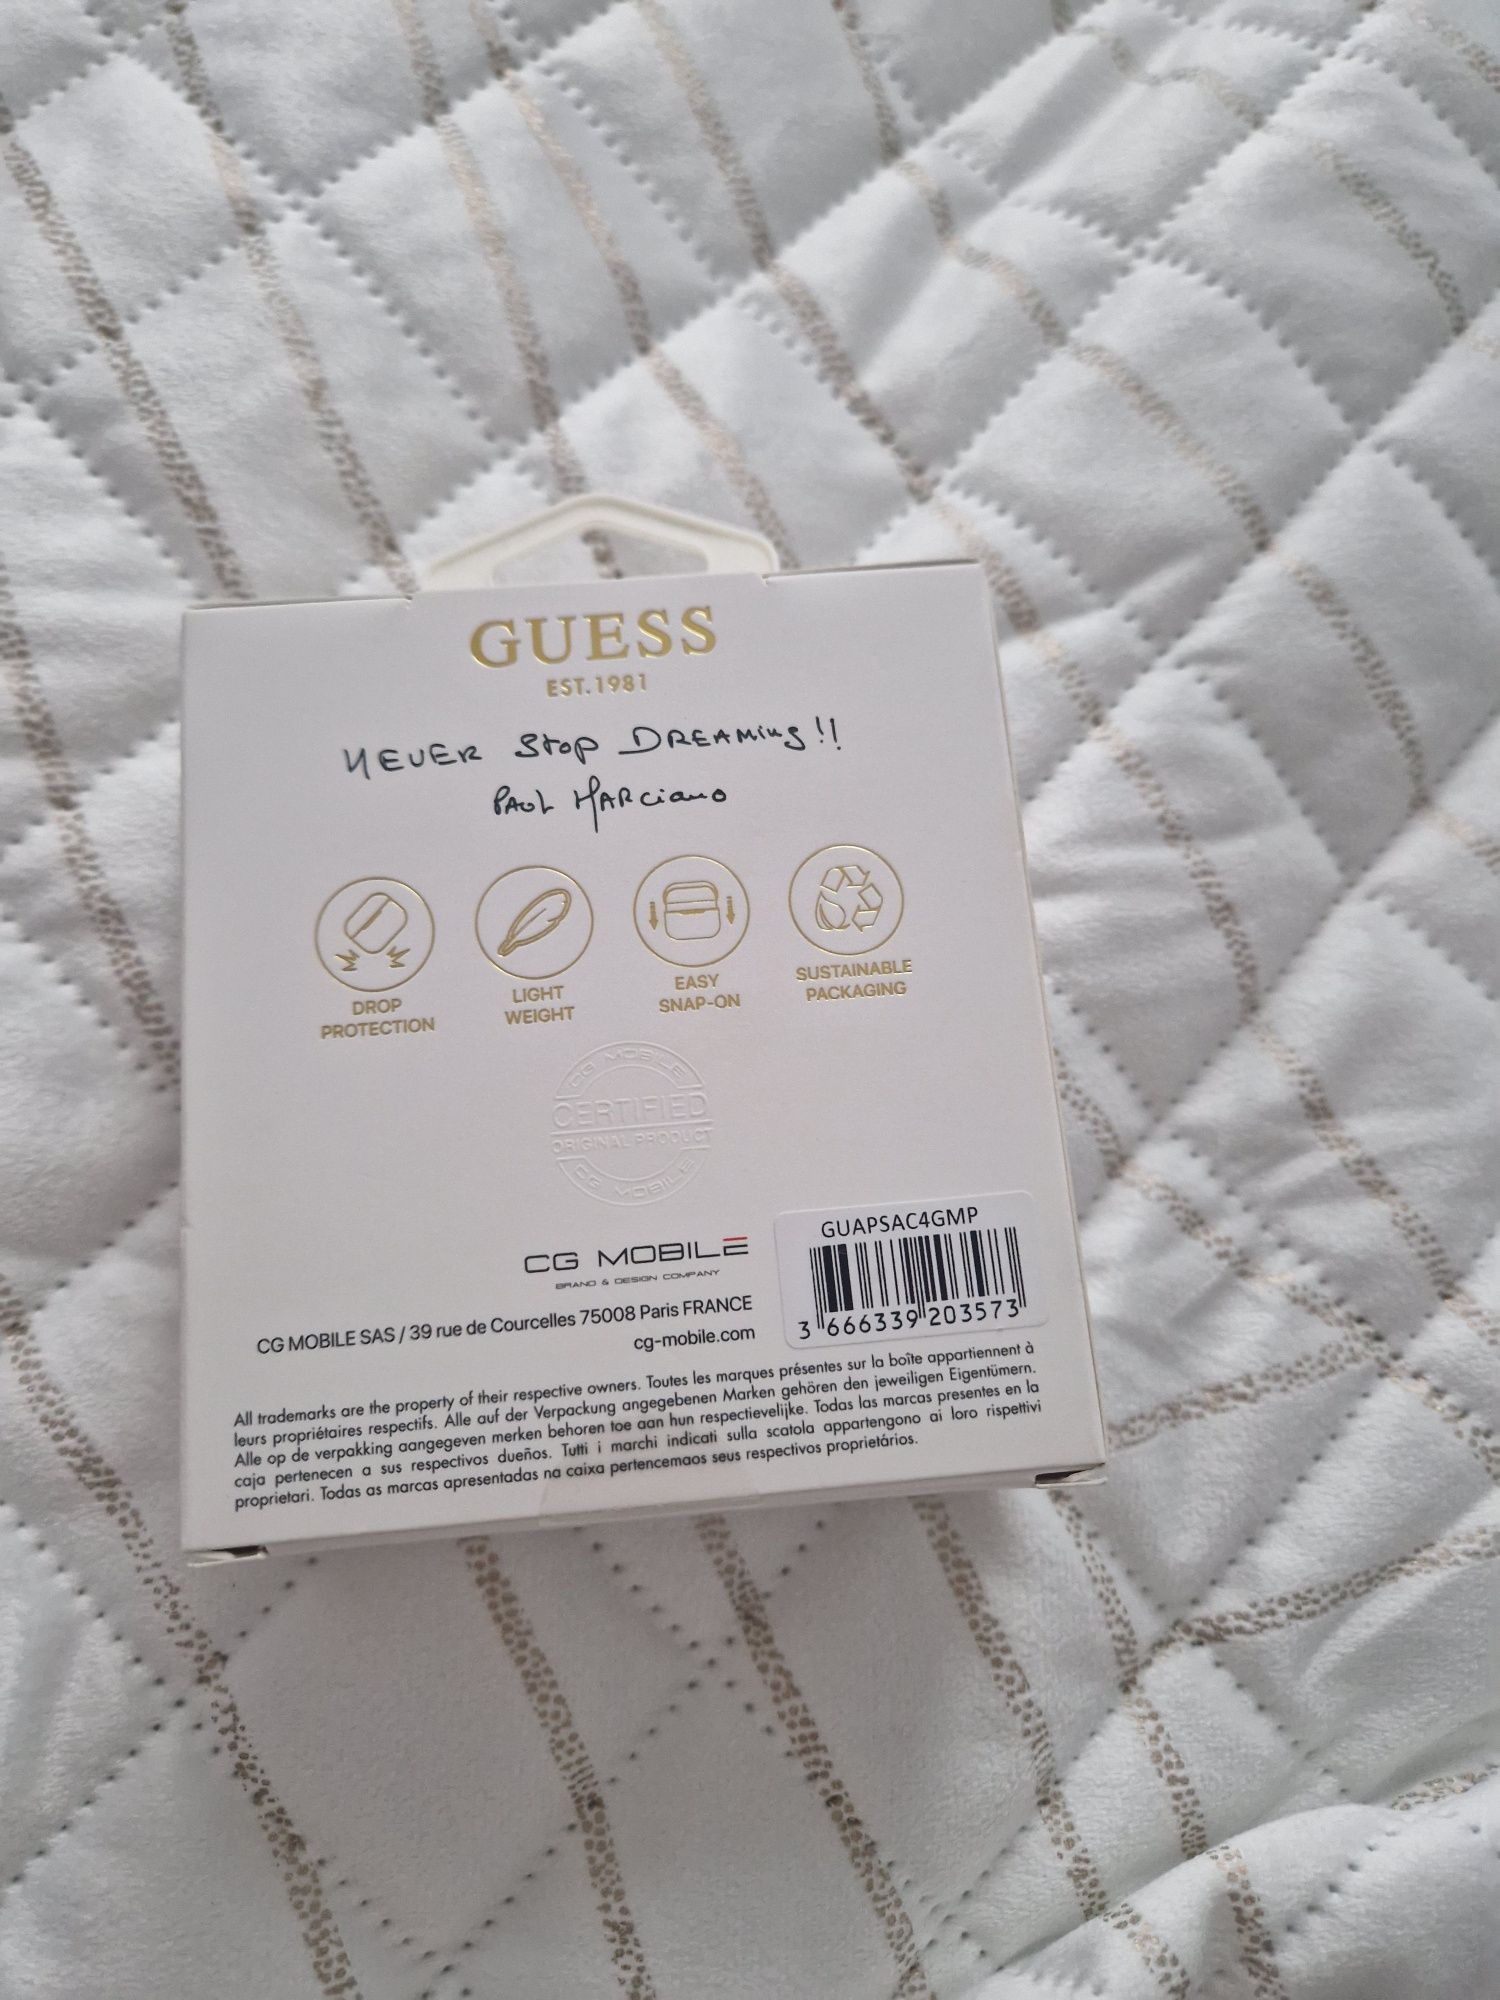 GUESS
EST.1981
NEVER Stop DREAMing!!
PAUL MARciano
DROP
PROTECTION
LIGHT
WEIGHT
EASY
SNAP-ON
SUSTAINABLE
PACKAGING
CG MOBILE
CERTIFIED
ORIGINAL PRODUCT
CG MOBILE
CG MOBILE
BRAND & DESIGN COMPANY
CG MOBILE SAS / 39 rue de Courcelles 75008 Paris FRANCE
cg-mobile.com
GUAPSAC4GMP
3 666339 203573
All trademarks are the property of their respective owners. Toutes les marques présentes sur la boîte appartiennent à
leurs propriétaires respectifs. Alle auf der Verpackung angegebenen Marken gehören den jeweiligen Eigentümern.
Alle op de verpakking aangegeven merken behoren toe aan hun respectievelijke. Todas las marcas presentes en la
caja pertenecen a sus respectivos dueños. Tutti i marchi indicati sulla scatola appartengono ai loro rispettivi
proprietari. Todas as marcas apresentadas na caixa pertencemaos seus respectivos proprietários.